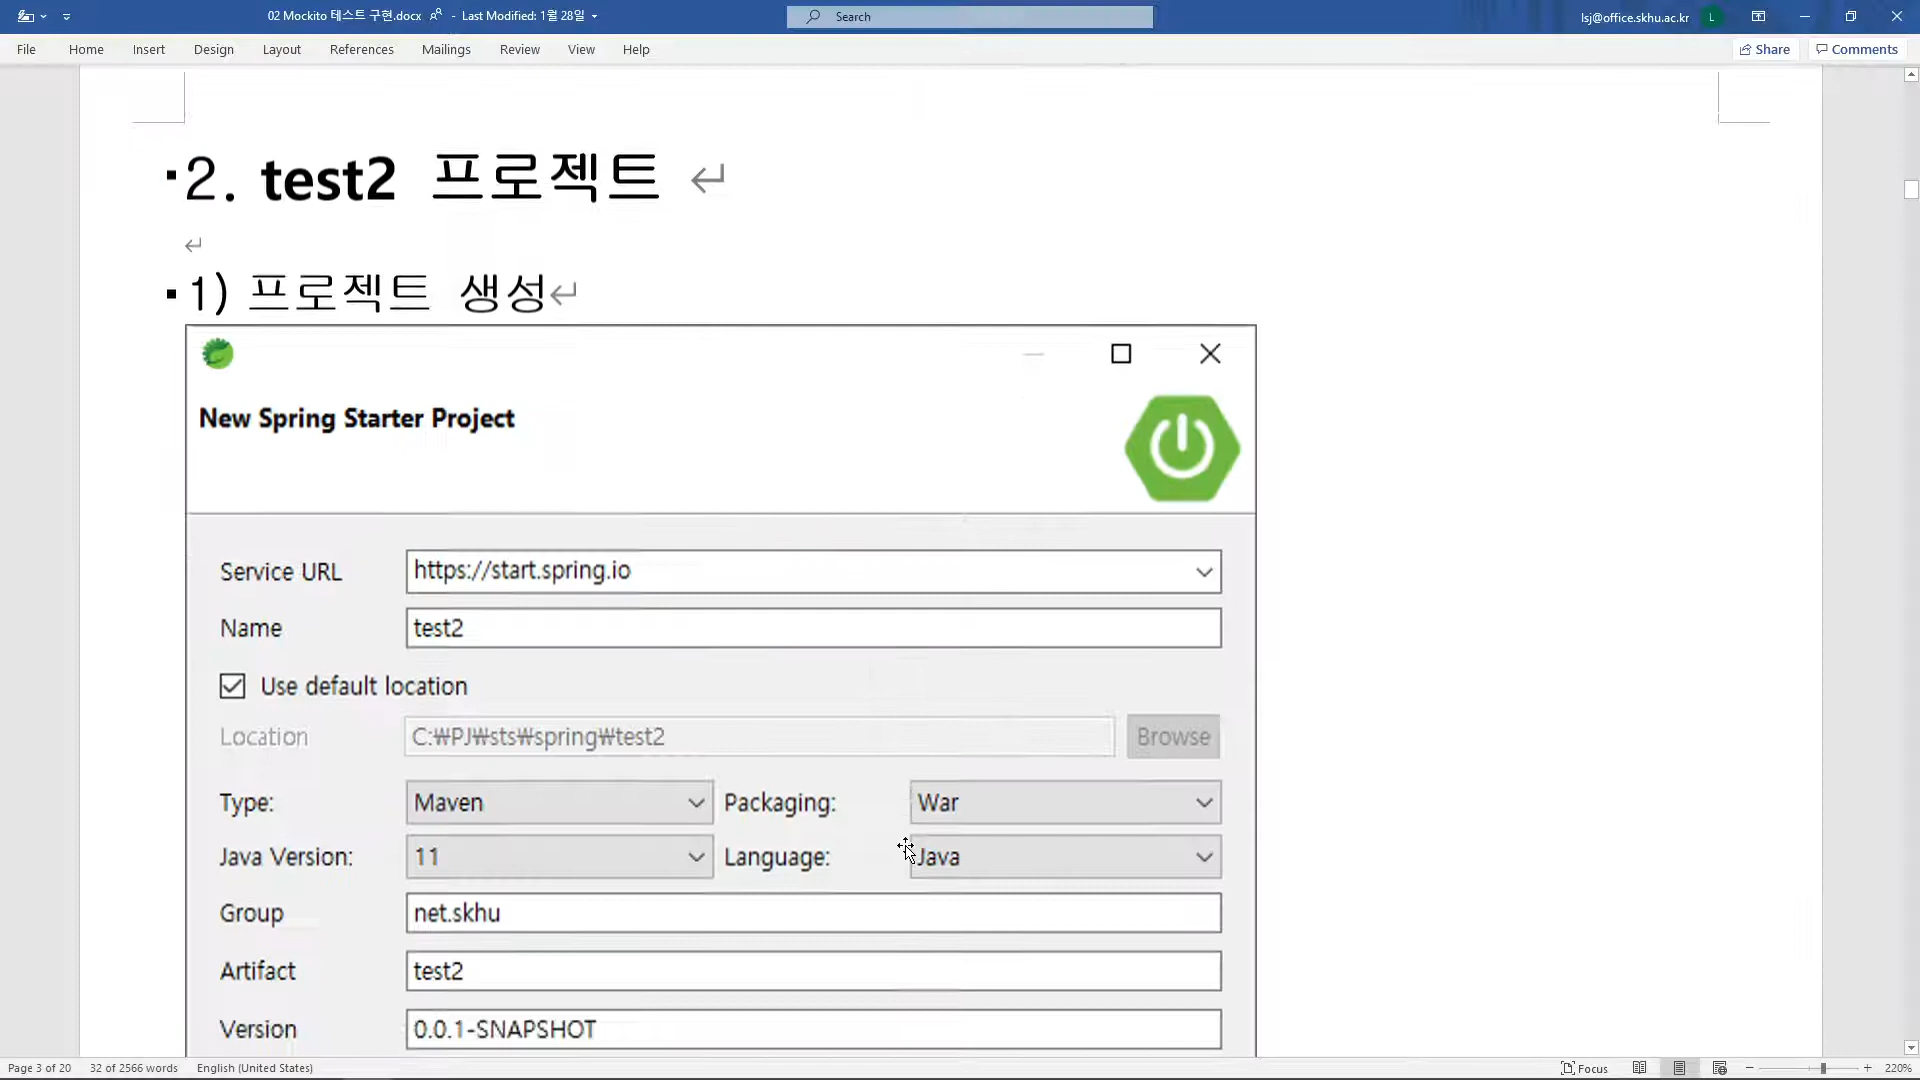 02 Mockito 테스트 구현.docx - Last Modified: 1월 28일
Search
lsj@office.skhu.ac.kr L
File Home Insert Design Layout References Mailings Review View Help
Share Comments
2. test2 프로젝트
1) 프로젝트 생성
New Spring Starter Project
Service URL https://start.spring.io
Name test2
Use default location
Location C:₩PJ₩sts₩spring₩test2 Browse
Type: Maven Packaging: War
Java Version: 11 Language: Java
Group net.skhu
Artifact test2
Version 0.0.1-SNAPSHOT
Page 3 of 20 32 of 2566 words English (United States) Focus 220%